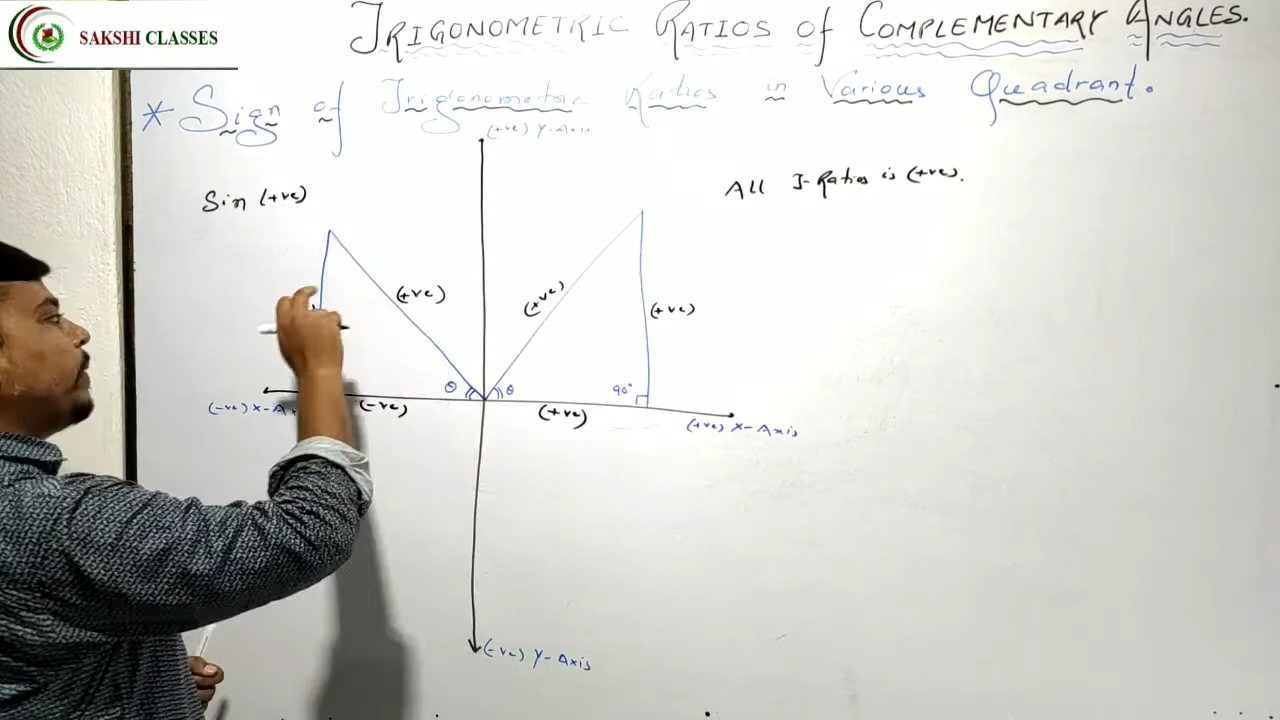 SAKSHI CLASSES
TRIGONOMETRIC RATIOS OF COMPLEMENTARY ANGLES.
* Sign of Trigonometric Ratios in Various Quadrant.
(+ve) Y-Axis
Sin (+ve)
All T-Ratios is (+ve).
(+ve)
(+ve)
(+ve)
θ
θ
90°
(-ve) X-A
(-ve)
(+ve)
(+ve) X-Axis
(-ve) Y-Axis